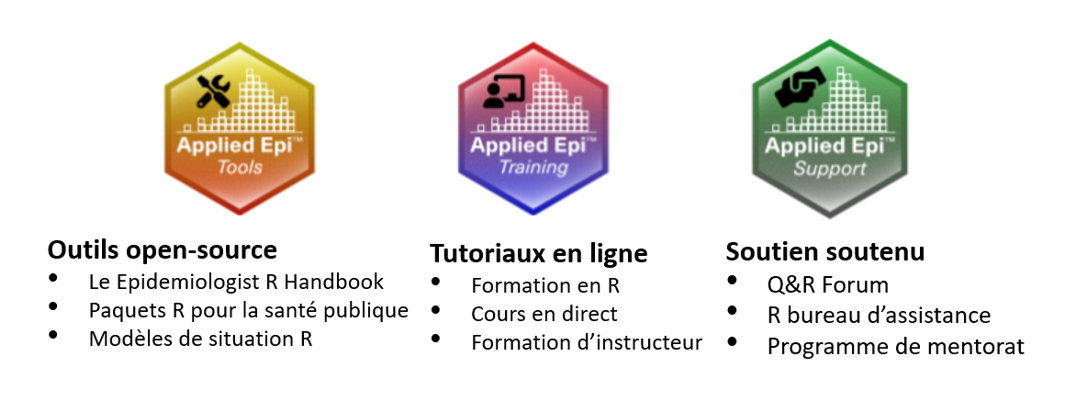 Applied Epi™
Tools
Applied Epi™
Training
Applied Epi™
Support
Outils open-source
• Le Epidemiologist R Handbook
• Paquets R pour la santé publique
• Modèles de situation R
Tutoriaux en ligne
• Formation en R
• Cours en direct
• Formation d'instructeur
Soutien soutenu
• Q&R Forum
• R bureau d'assistance
• Programme de mentorat